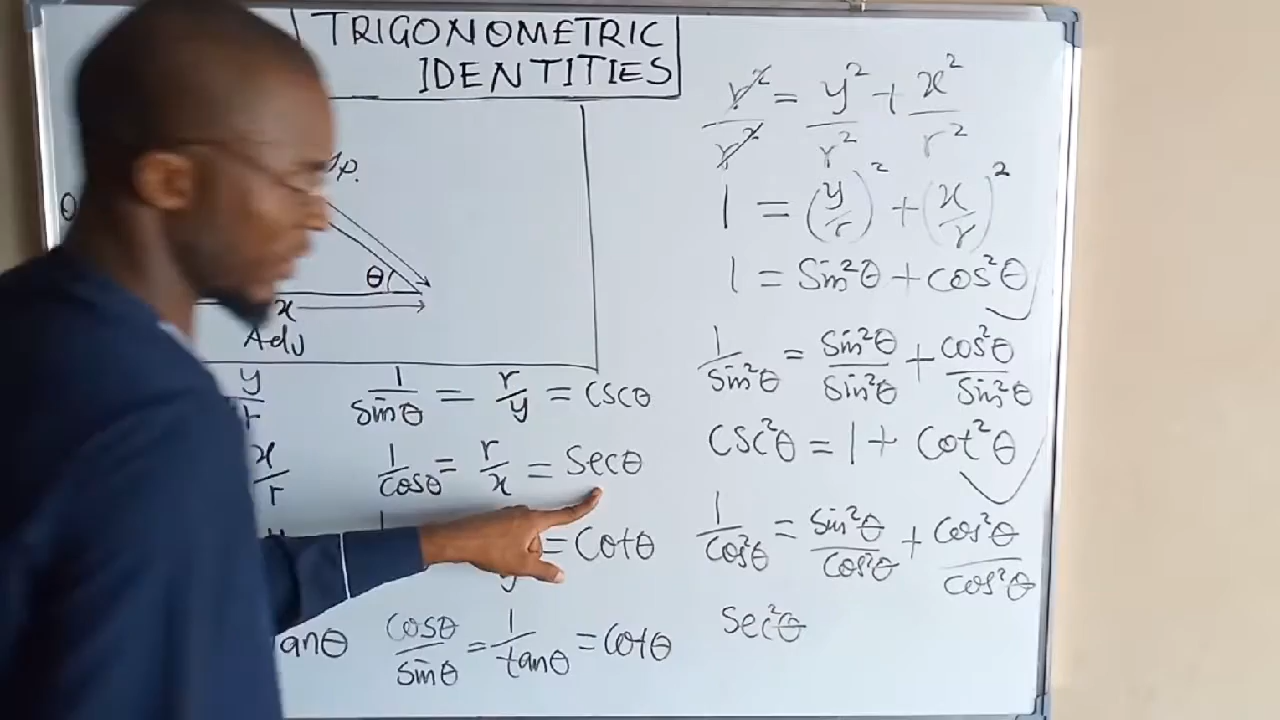 TRIGONOMETRIC
IDENTITIES
θ
x
Adj
y/r
1/sinθ = r/y = cscθ
x/r
1/cosθ = r/x = secθ
= cotθ
anθ
cosθ/sinθ = 1/tanθ = cotθ
r²/r² = y²/r² + x²/r²
1 = (y/r)² + (x/r)²
1 = sin²θ + cos²θ
1/sin²θ = sin²θ/sin²θ + cos²θ/sin²θ
csc²θ = 1 + cot²θ
1/cos²θ = sin²θ/cos²θ + cos²θ/cos²θ
sec²θ